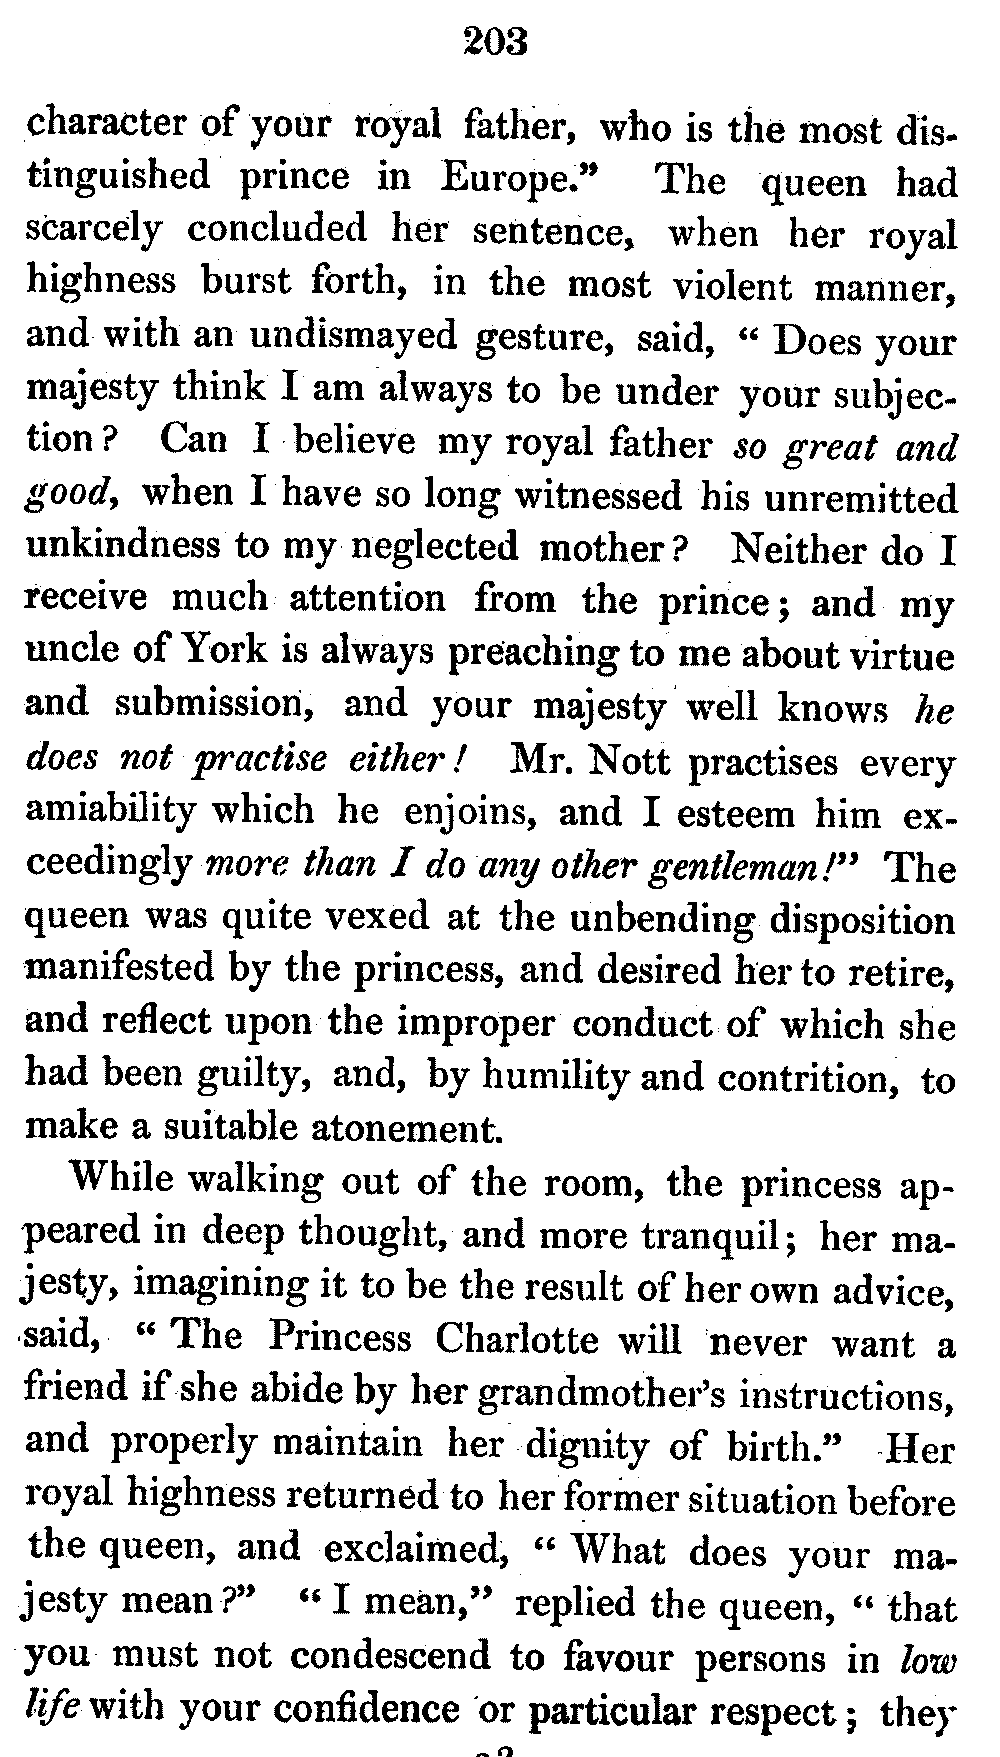 203
character of your royal father, who is the most dis-
tinguished prince in Europe.” The queen had
scarcely concluded her sentence, when her royal
highness burst forth, in the most violent manner,
and with an undismayed gesture, said, “ Does your
majesty think I am always to be under your subjec-
tion ? Can I believe my royal father so great and
good, when I have so long witnessed his unremitted
unkindness to my neglected mother ? Neither do I
receive much attention from the prince ; and my
uncle of York is always preaching to me about virtue
and submission, and your majesty well knows he
does not practise either ! Mr. Nott practises every
amiability which he enjoins, and I esteem him ex-
ceedingly more than I do any other gentleman !” The
queen was quite vexed at the unbending disposition
manifested by the princess, and desired her to retire,
and reflect upon the improper conduct of which she
had been guilty, and, by humility and contrition, to
make a suitable atonement.
While walking out of the room, the princess ap-
peared in deep thought, and more tranquil ; her ma-
jesty, imagining it to be the result of her own advice,
said, “ The Princess Charlotte will never want a
friend if she abide by her grandmother’s instructions,
and properly maintain her dignity of birth.” Her
royal highness returned to her former situation before
the queen, and exclaimed, “ What does your ma-
jesty mean ?” “ I mean,” replied the queen, “ that
you must not condescend to favour persons in low
life with your confidence or particular respect ; they